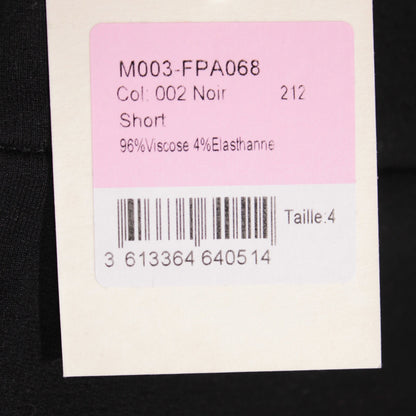 M003-FPA068
Col: 002 Noir 212
Short
96%Viscose 4%Elasthanne
Taille:4
3 613364 640514